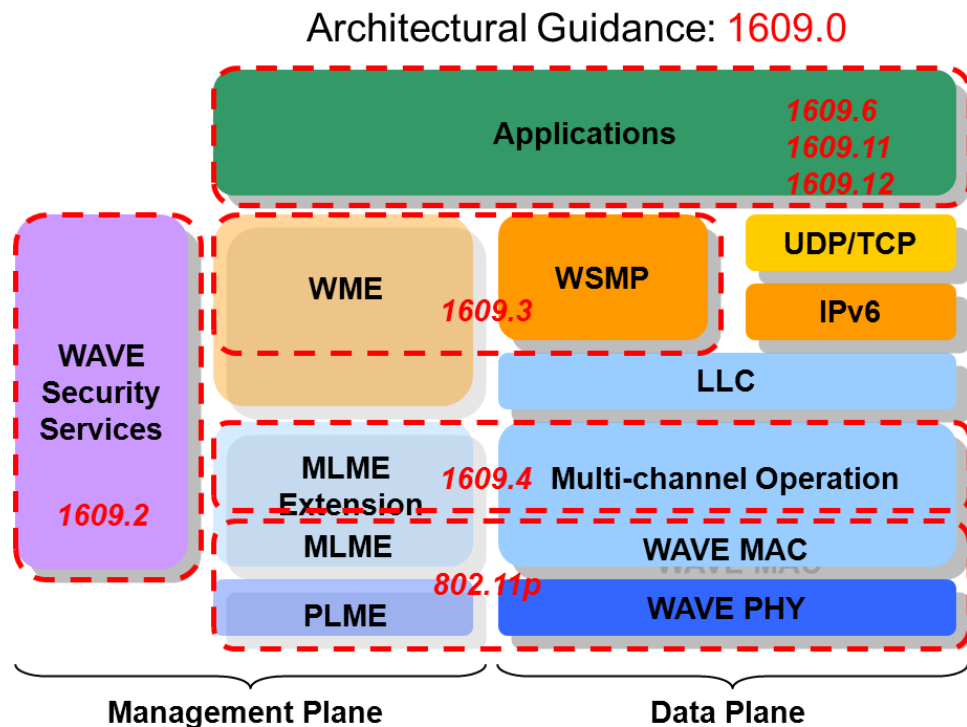 Architectural Guidance: 1609.0
Applications
1609.6
1609.11
1609.12
WAVE
Security
Services
1609.2
WME
1609.3
WSMP
UDP/TCP
IPv6
LLC
MLME
Extension
1609.4
Multi-channel Operation
MLME
WAVE MAC
WAVE MAC
802.11p
PLME
WAVE PHY
Management Plane
Data Plane